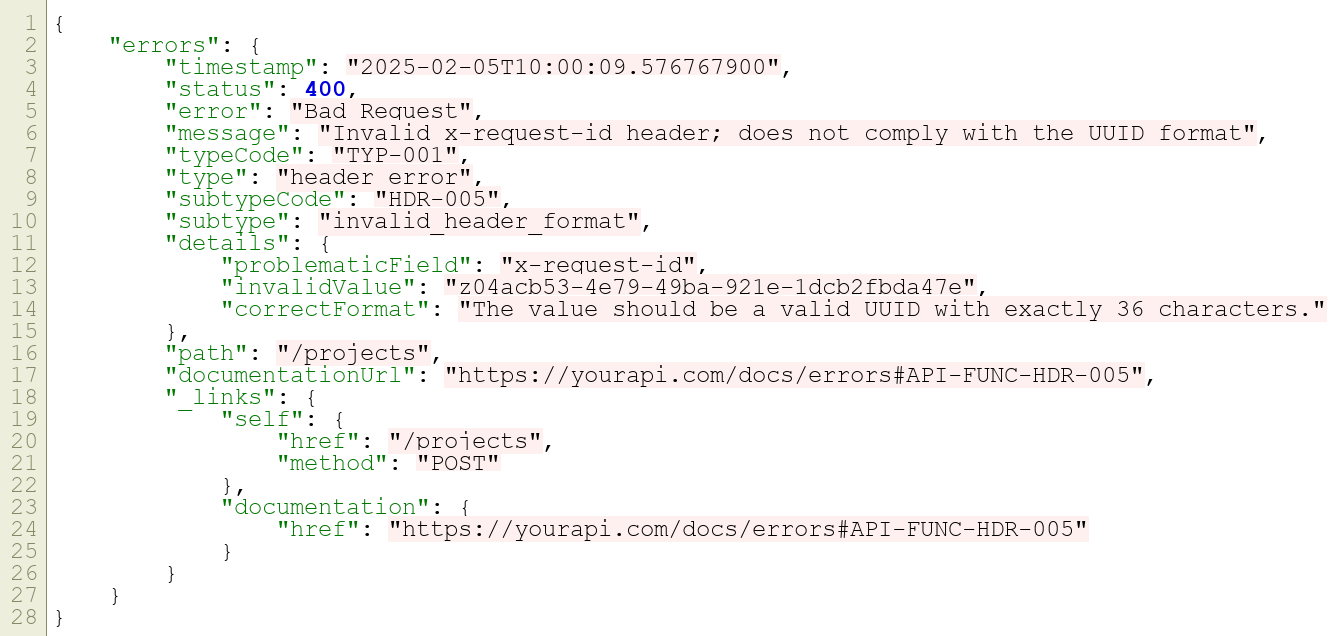 1 {
2     "errors": {
3         "timestamp": "2025-02-05T10:00:09.576767900",
4         "status": 400,
5         "error": "Bad Request",
6         "message": "Invalid x-request-id header; does not comply with the UUID format",
7         "typeCode": "TYP-001",
8         "type": "header error",
9         "subtypeCode": "HDR-005",
10         "subtype": "invalid_header_format",
11         "details": {
12             "problematicField": "x-request-id",
13             "invalidValue": "z04acb53-4e79-49ba-921e-1dcb2fbda47e",
14             "correctFormat": "The value should be a valid UUID with exactly 36 characters."
15         },
16         "path": "/projects",
17         "documentationUrl": "https://yourapi.com/docs/errors#API-FUNC-HDR-005",
18         "_links": {
19             "self": {
20                 "href": "/projects",
21                 "method": "POST"
22             },
23             "documentation": {
24                 "href": "https://yourapi.com/docs/errors#API-FUNC-HDR-005"
25             }
26         }
27     }
28 }